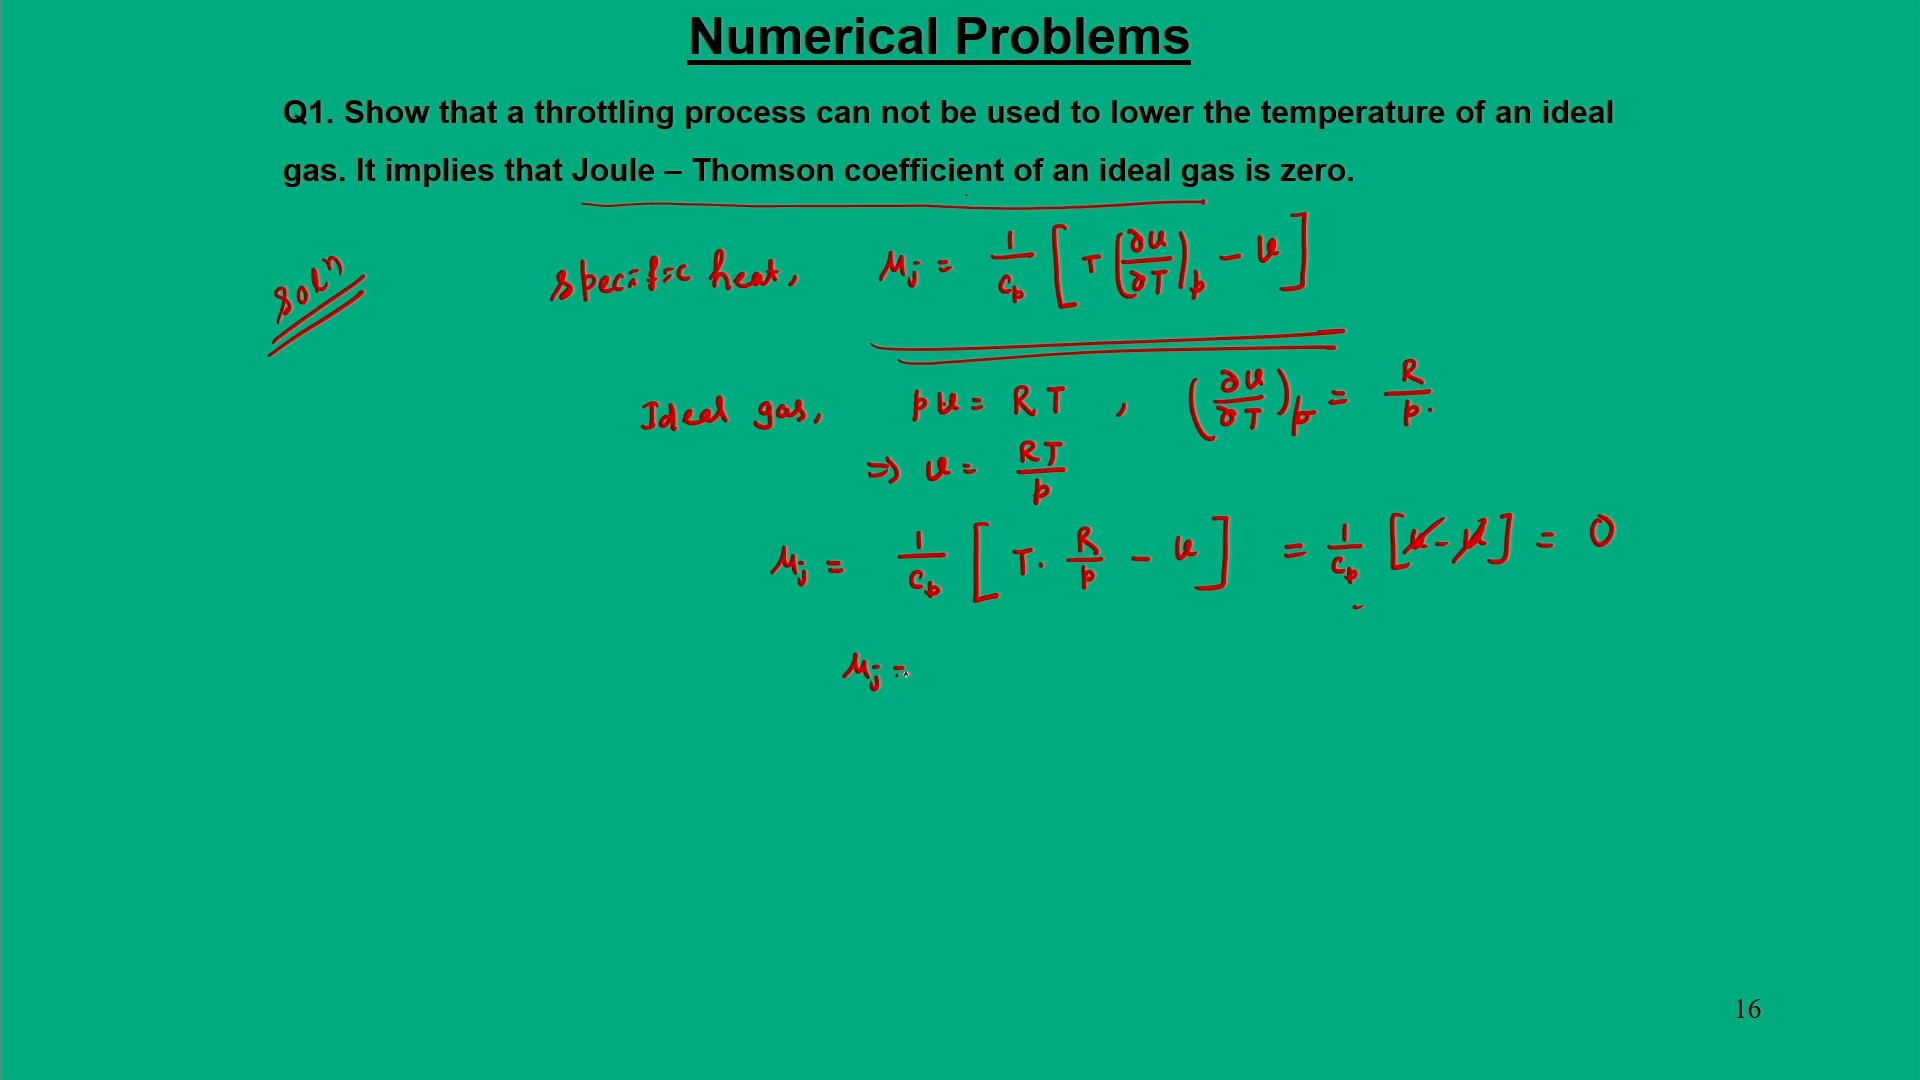 Numerical Problems
Q1. Show that a throttling process can not be used to lower the temperature of an ideal
gas. It implies that Joule – Thomson coefficient of an ideal gas is zero.
Solⁿ
Specific heat, μj = 1/cp [T (∂v/∂T)p - v]
Ideal gas, pv = RT , (∂v/∂T)p = R/p.
=> v = RT/p
μj = 1/cp [T. R/p - v] = 1/cp [v - v] = 0
μj =
16